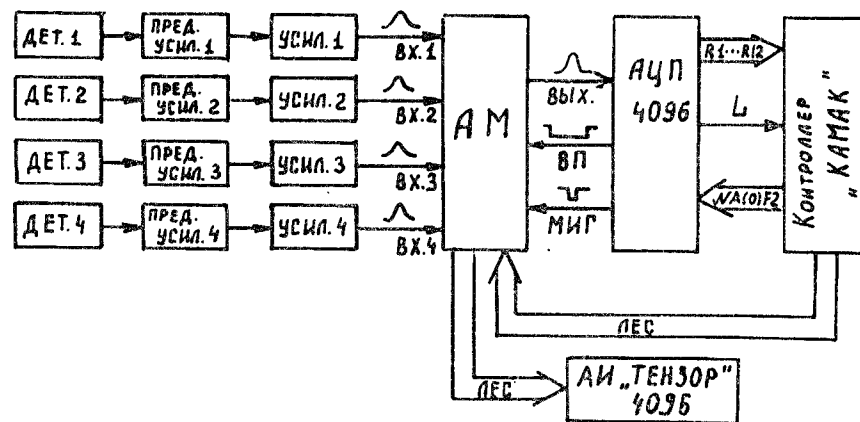 ДЕТ.1
ПРЕД.
УСИЛ.1
УСИЛ.1
ВХ.1
ДЕТ.2
ПРЕД.
УСИЛ.2
УСИЛ.2
ВХ.2
ДЕТ.3
ПРЕД.
УСИЛ.3
УСИЛ.3
ВХ.3
ДЕТ.4
ПРЕД.
УСИЛ.4
УСИЛ.4
ВХ.4
АМ
ВЫХ.
ВП
МИГ
АЦП
4096
R1...R12
L
NA(0)F2
КОНТРОЛЛЕР
„КАМАК"
ЛЕС
ЛЕС
АИ „ТЕНЗОР"
4096